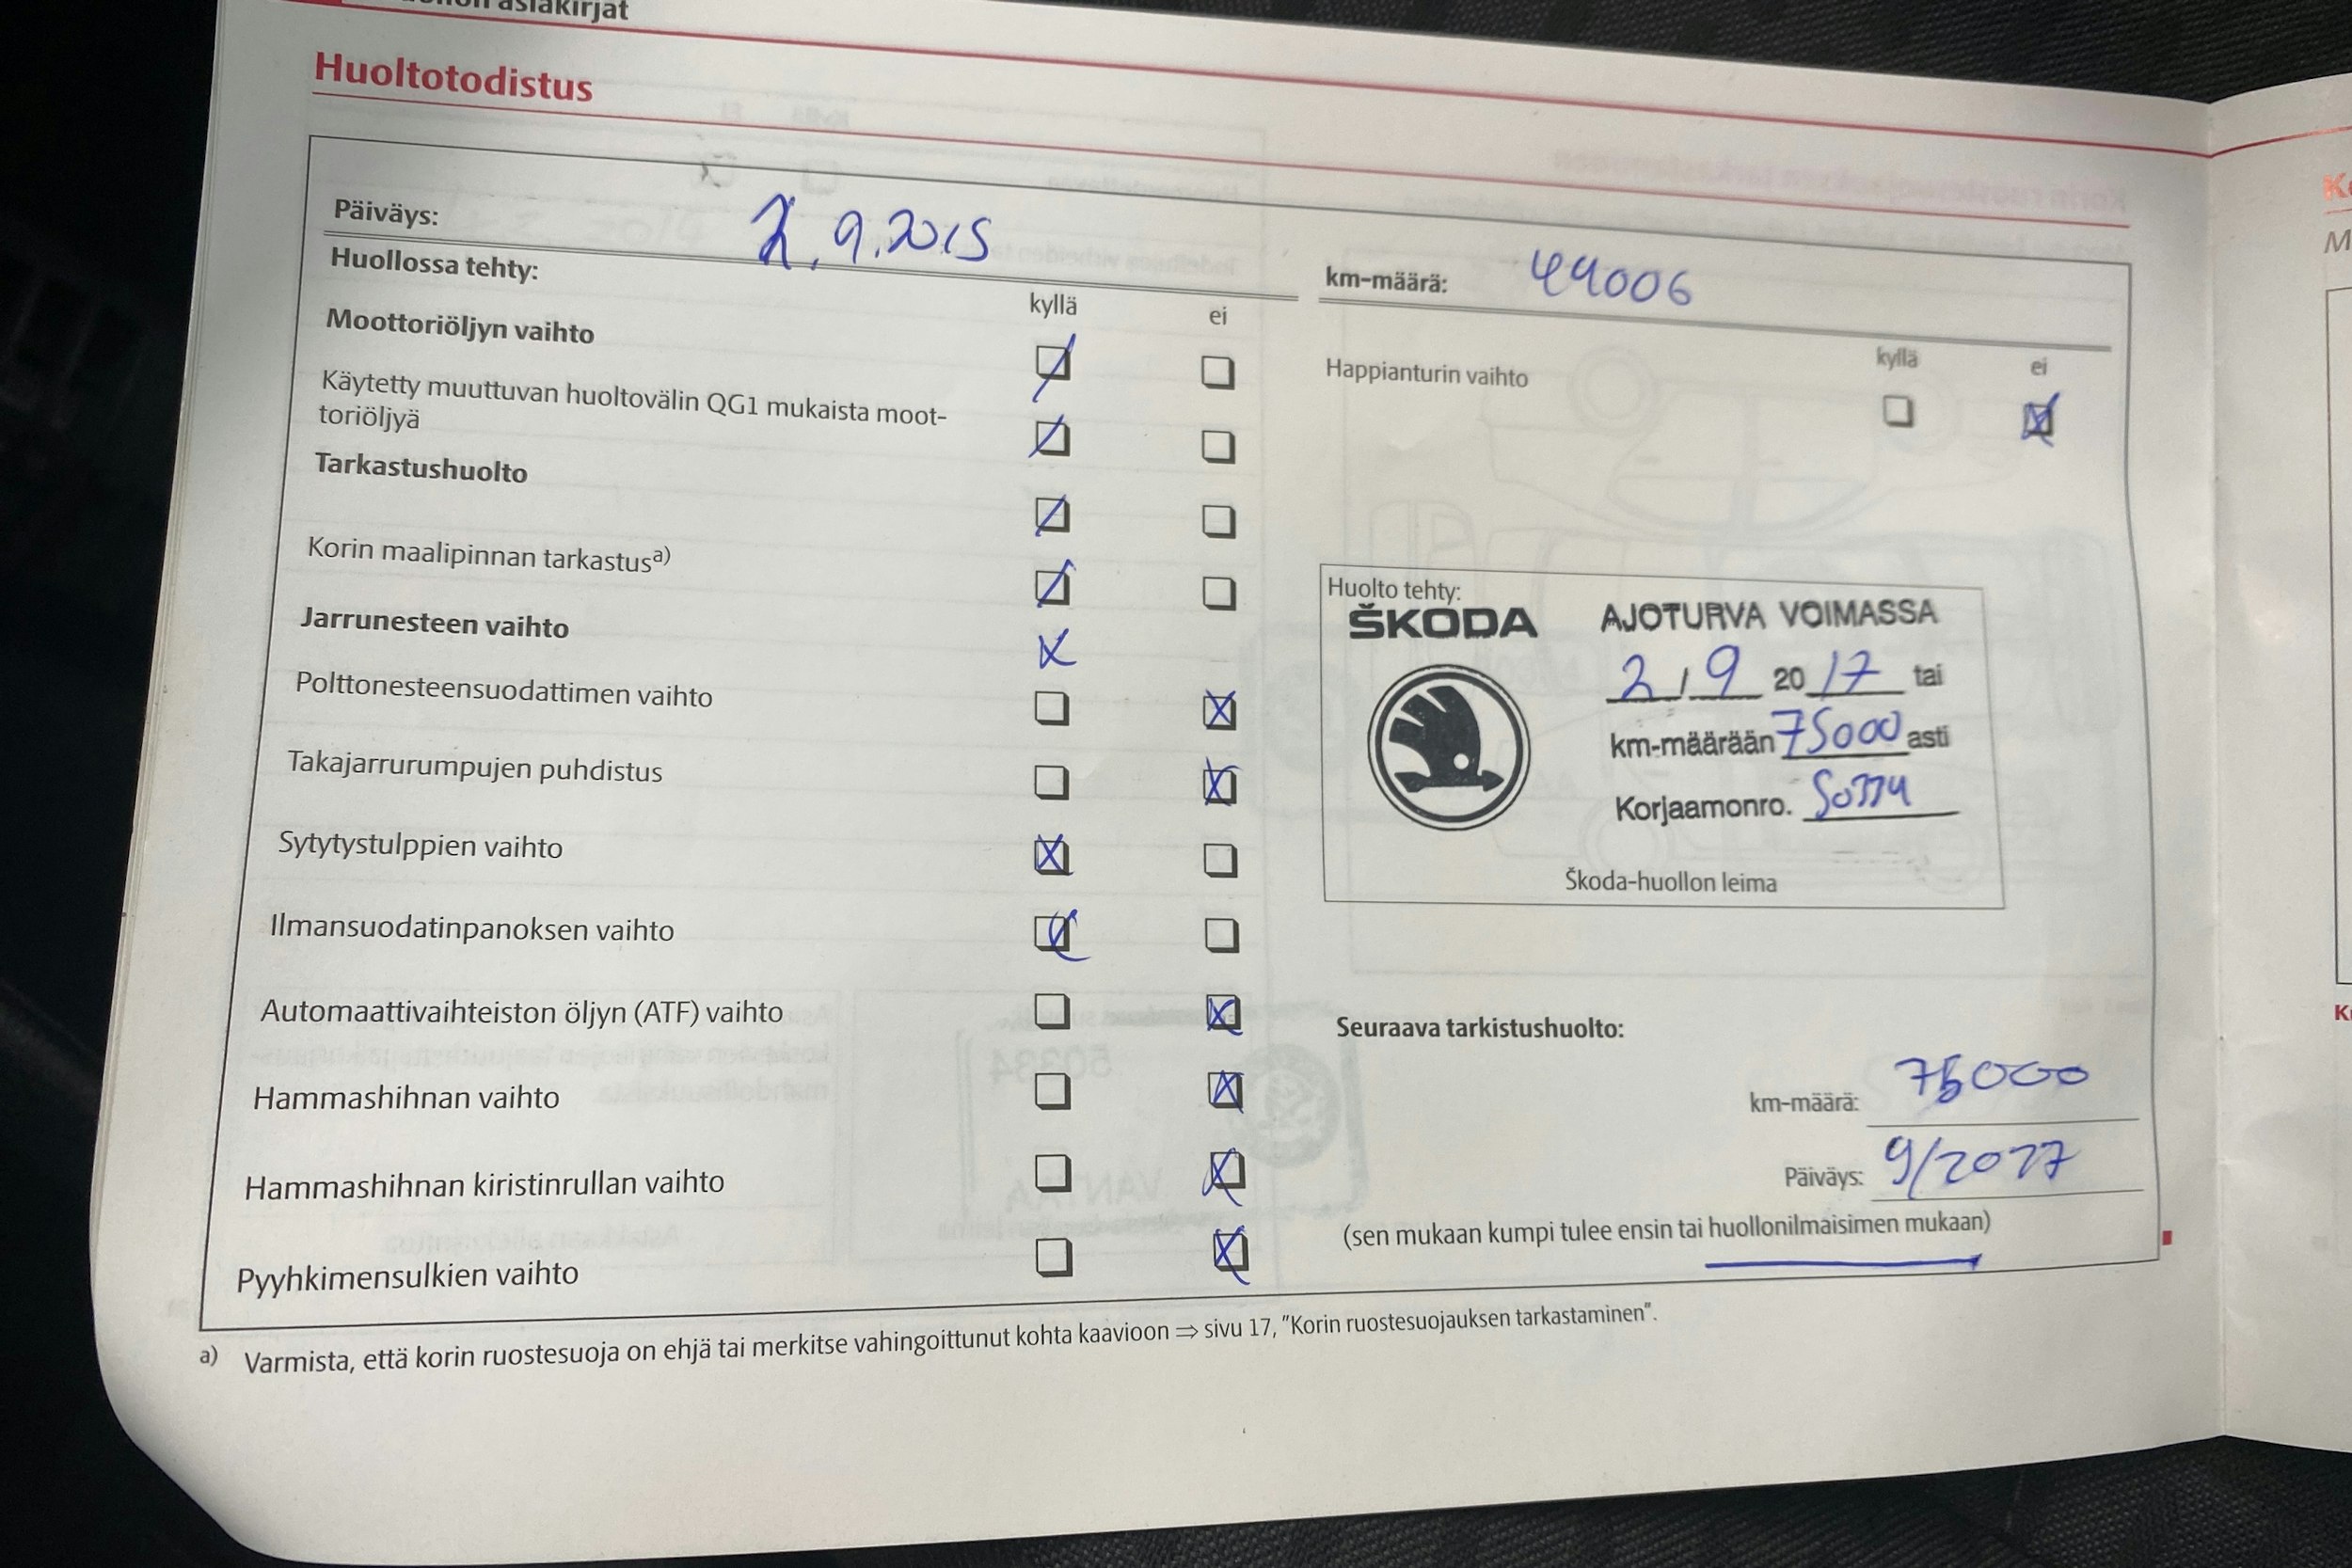 asiakirjat
Huoltotodistus
Päiväys: 2.9.2015
km-määrä: 44006
Huollossa tehty:
kyllä ei
Moottoriöljyn vaihto
Käytetty muuttuvan huoltovälin QG1 mukaista moot-
toriöljyä
Tarkastushuolto
Korin maalipinnan tarkastus a)
Jarrunesteen vaihto
Polttonesteensuodattimen vaihto
Takajarrurumpujen puhdistus
Sytytystulppien vaihto
Ilmansuodatinpanoksen vaihto
Automaattivaihteiston öljyn (ATF) vaihto
Hammashihnan vaihto
Hammashihnan kiristinrullan vaihto
Pyyhkimensulkien vaihto
kyllä ei
Happianturin vaihto
Huolto tehty:
ŠKODA
AJOTURVA VOIMASSA
2 / 9 2017 tai
km-määrään 75000 asti
Korjaamonro.
Škoda-huollon leima
Seuraava tarkistushuolto:
km-määrä: 75000
Päiväys: 9/2017
(sen mukaan kumpi tulee ensin tai huollonilmaisimen mukaan)
a) Varmista, että korin ruostesuoja on ehjä tai merkitse vahingoittunut kohta kaavioon ⇒ sivu 17, "Korin ruostesuojauksen tarkastaminen".